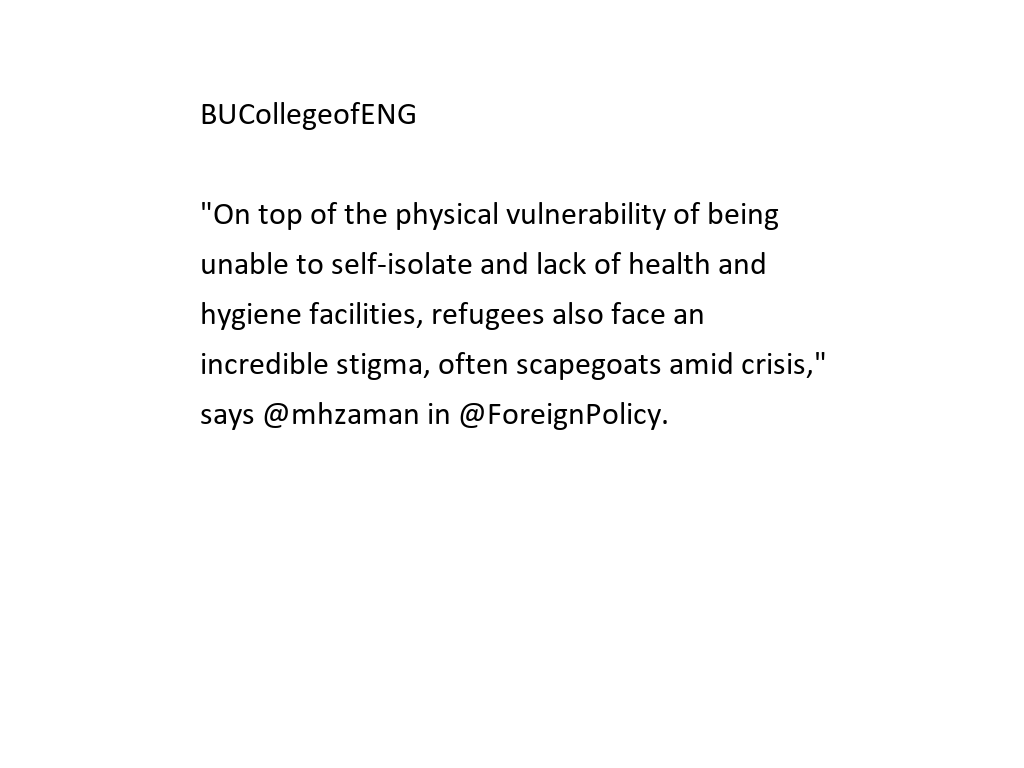 BUCollegeofENG
"On top of the physical vulnerability of being
unable to self-isolate and lack of health and
hygiene facilities, refugees also face an
incredible stigma, often scapegoats amid crisis,"
says @mhzaman in @ForeignPolicy.